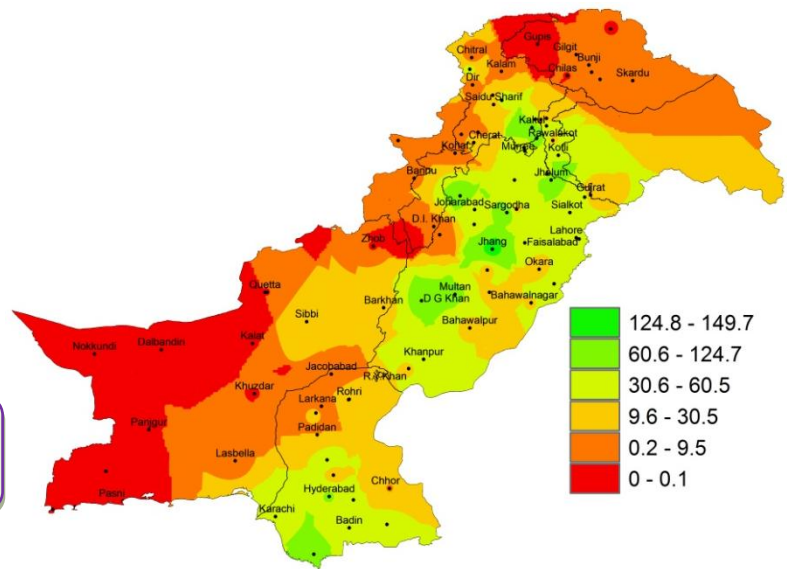 Gupis
Chitral
Gilgit
Bunji
Kalam
Chilas
Skardu
Dir
Saidu Sharif
Kakul
Cherat
Rawalakot
Murree
Kohat
Kotli
Bannu
Jhelum
Gujrat
Joharabad
Sargodha
Sialkot
D.I. Khan
Zhob
Lahore
Jhang
Faisalabad
Okara
Quetta
Multan
D G Khan
Bahawalnagar
Sibbi
Barkhan
Bahawalpur
Kalat
Nokkundi
Dalbandin
Khanpur
Jacobabad
Khuzdar
Rohri
Larkana
Panjgur
Padidan
Lasbella
Chhor
Pasni
Hyderabad
Karachi
Badin
124.8 - 149.7
60.6 - 124.7
30.6 - 60.5
9.6 - 30.5
0.2 - 9.5
0 - 0.1